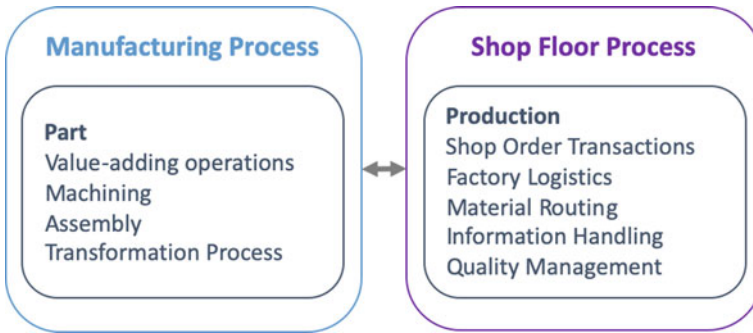 Manufacturing Process
Part
Value-adding operations
Machining
Assembly
Transformation Process
Shop Floor Process
Production
Shop Order Transactions
Factory Logistics
Material Routing
Information Handling
Quality Management